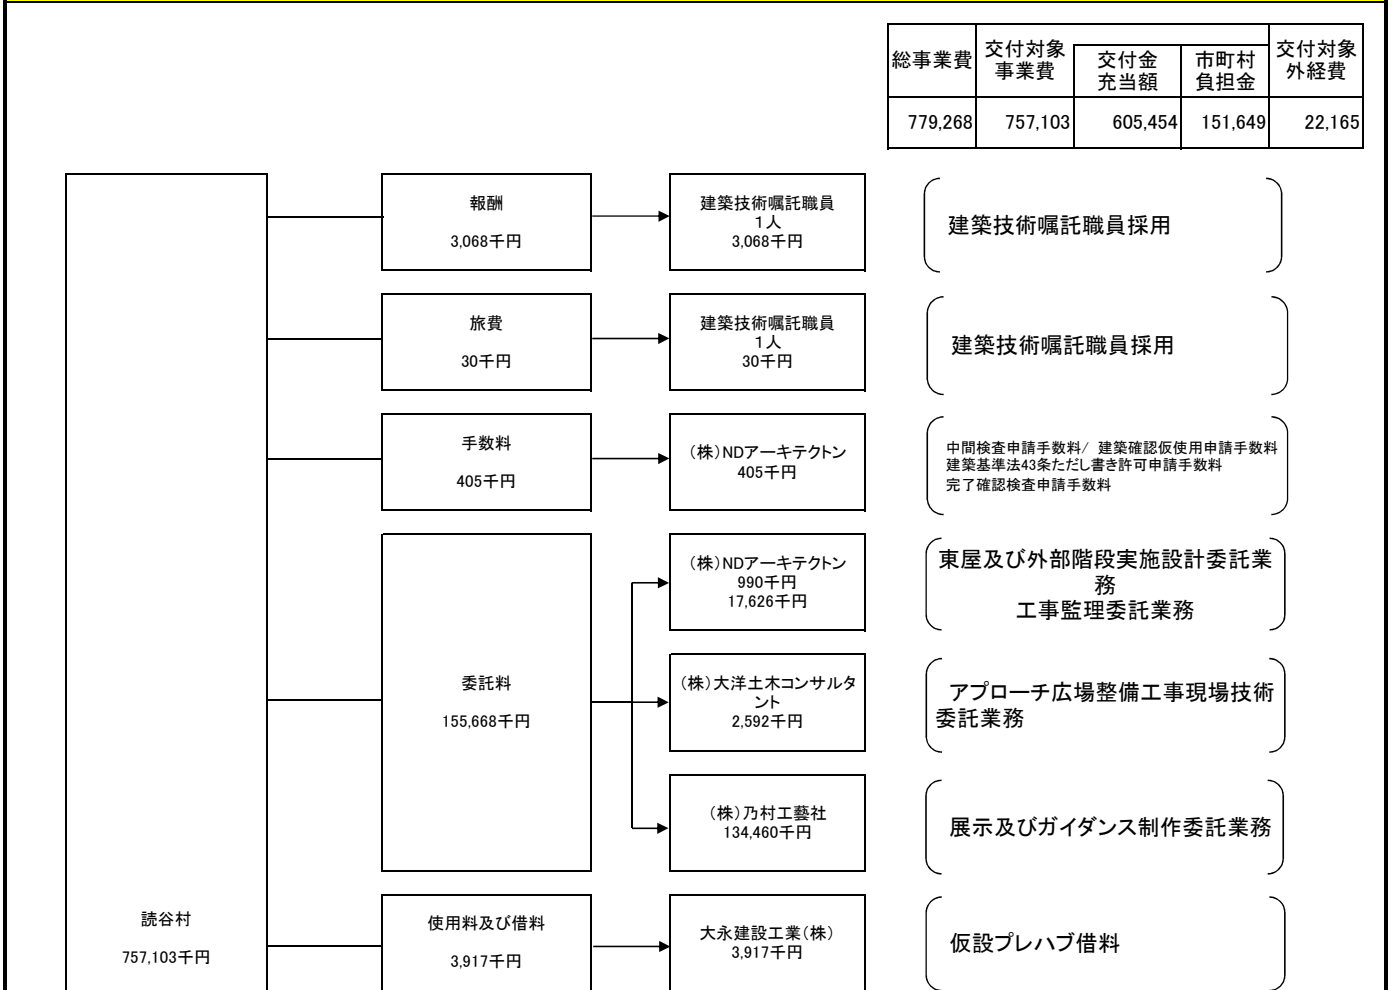 総事業費
交付対象
事業費
交付金
充当額
市町村
負担金
交付対象
外経費
779,268
757,103
605,454
151,649
22,165
報酬
3,068千円
建築技術嘱託職員
1人
3,068千円
建築技術嘱託職員採用
旅費
30千円
建築技術嘱託職員
1人
30千円
建築技術嘱託職員採用
手数料
405千円
(株)NDアーキテクトン
405千円
中間検査申請手数料/ 建築確認仮使用申請手数料
建築基準法43条ただし書き許可申請手数料
完了確認検査申請手数料
委託料
155,668千円
(株)NDアーキテクトン
990千円
17,626千円
東屋及び外部階段実施設計委託業
務
工事監理委託業務
(株)大洋土木コンサルタ
ント
2,592千円
アプローチ広場整備工事現場技術
委託業務
(株)乃村工藝社
134,460千円
展示及びガイダンス制作委託業務
読谷村
757,103千円
使用料及び借料
3,917千円
大永建設工業(株)
3,917千円
仮設プレハブ借料